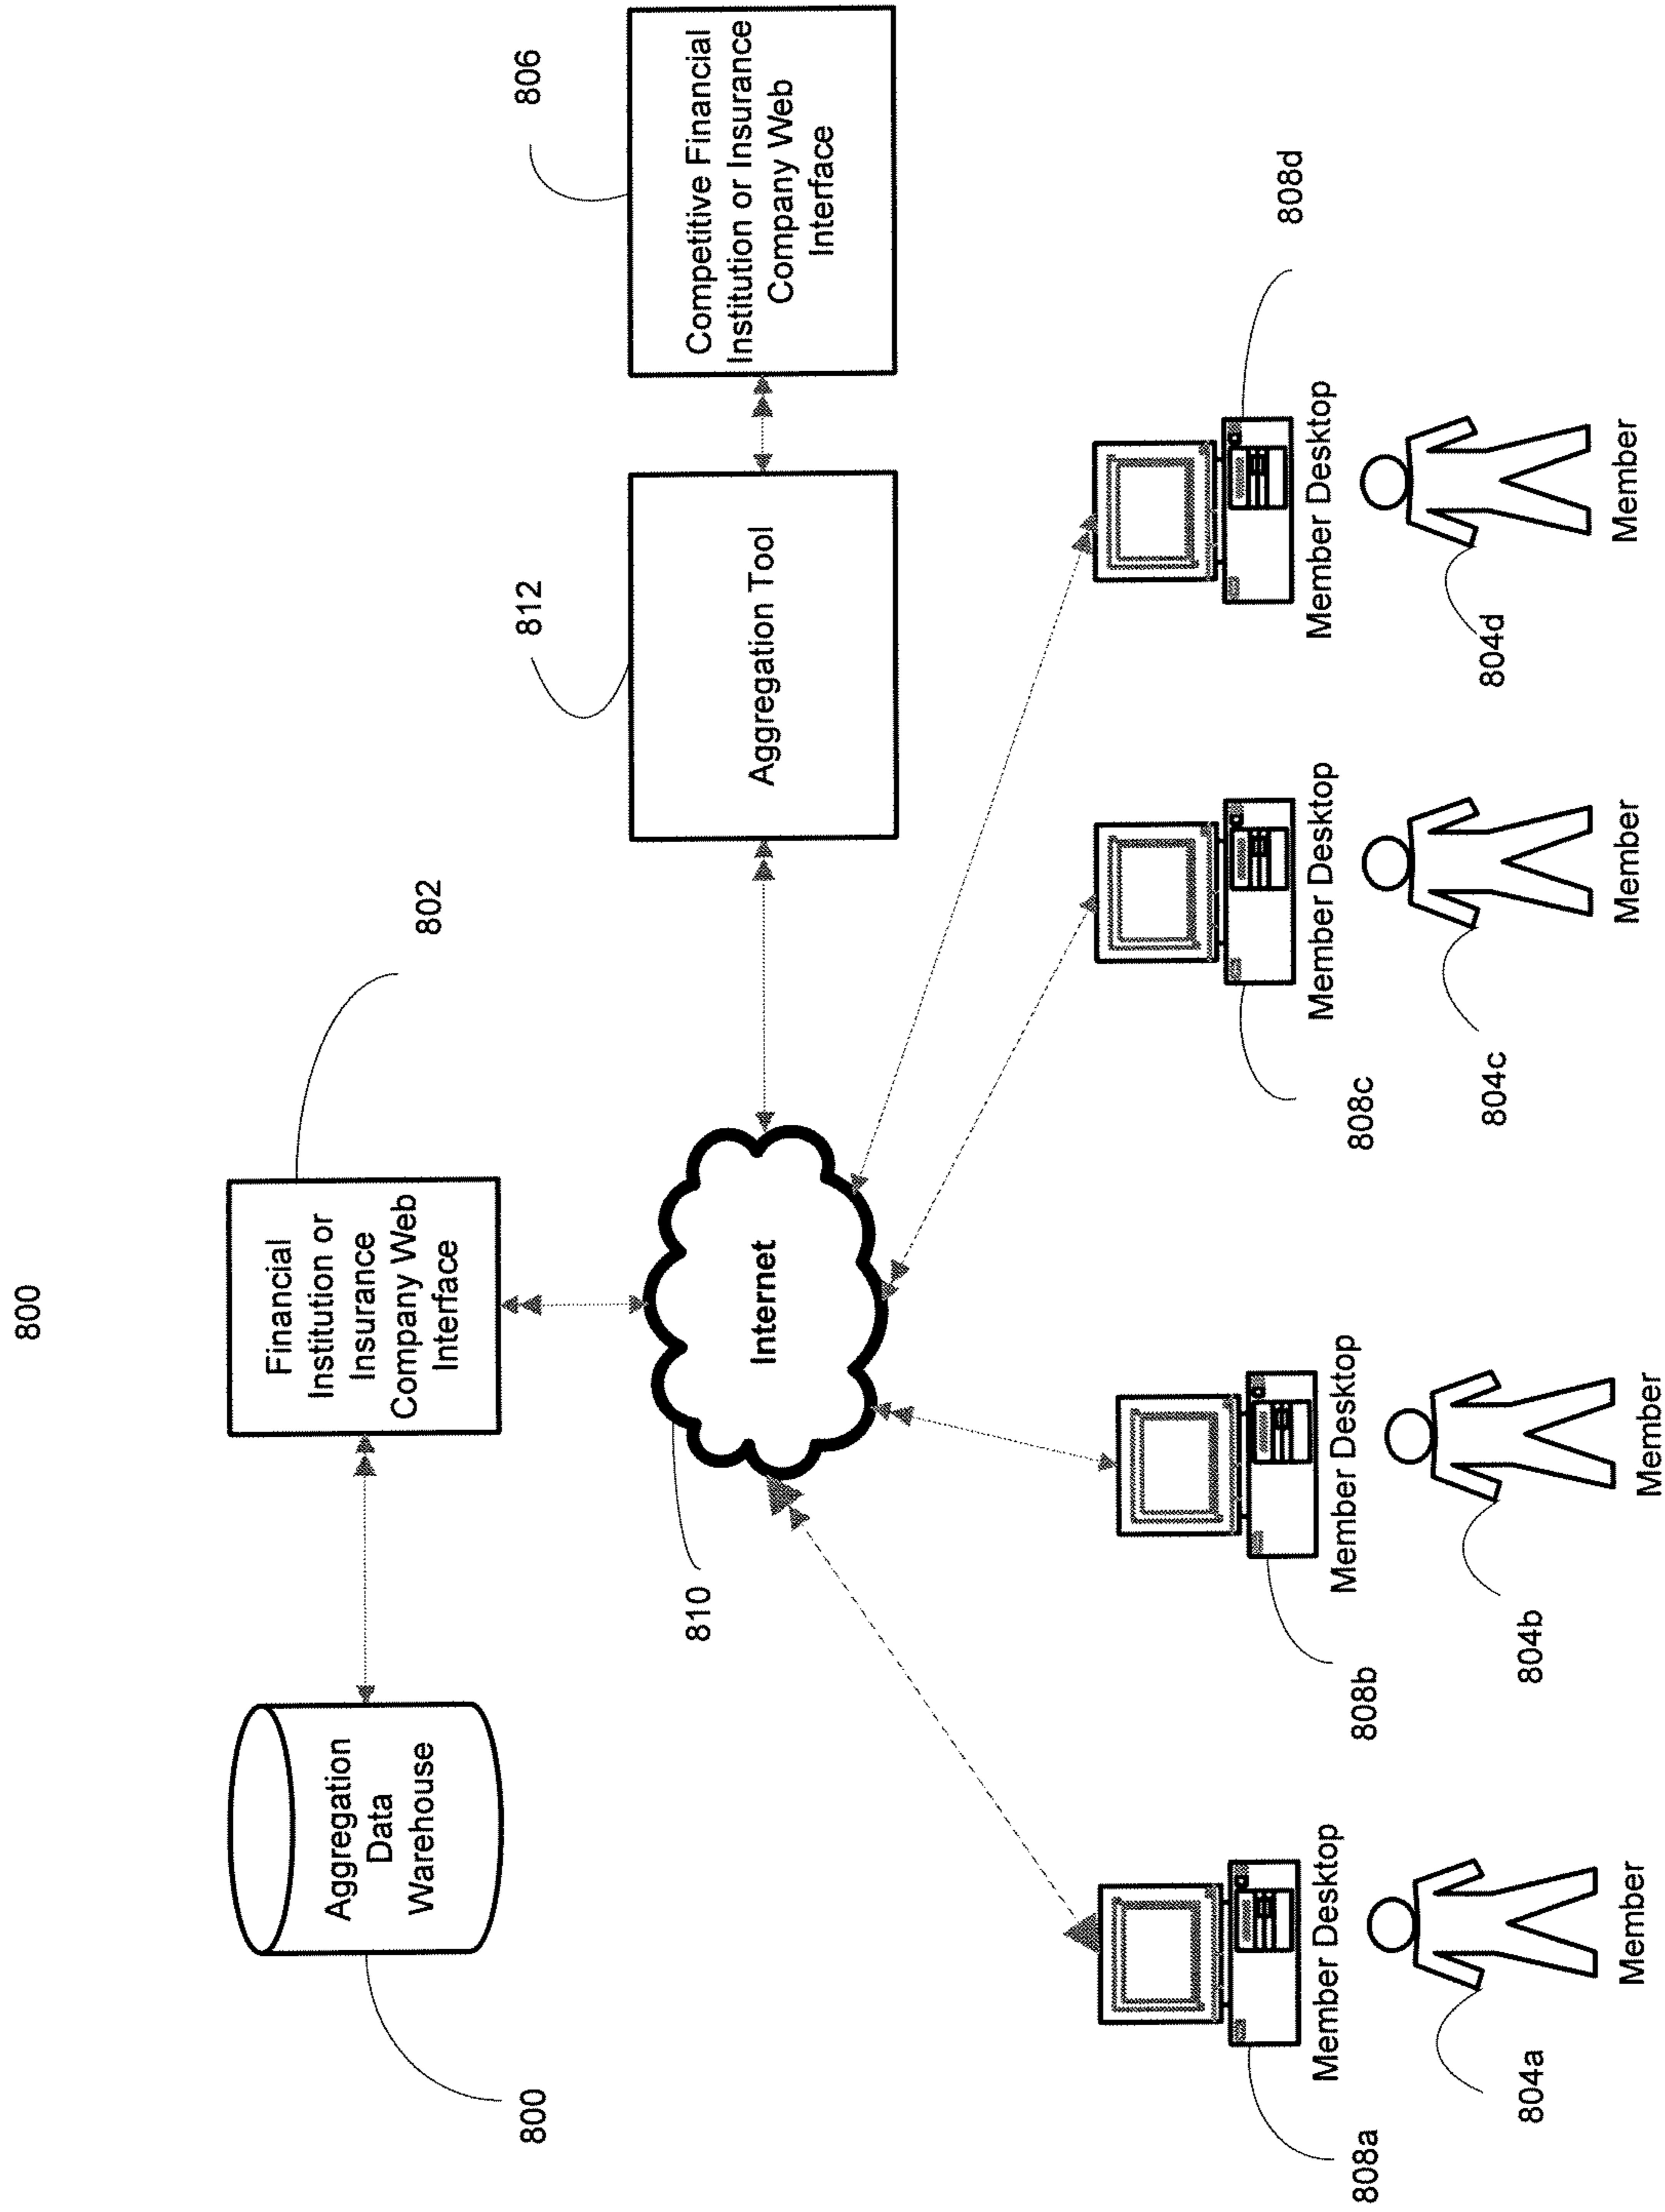 800
Aggregation
Data
Warehouse
800
Financial
Institution or
Insurance
Company Web
Interface
802
810
Internet
812
Aggregation Tool
806
Competitive Financial
Institution or Insurance
Company Web
Interface
808a
Member Desktop
804a
Member
808b
Member Desktop
804b
Member
808c
Member Desktop
804c
Member
808d
Member Desktop
804d
Member